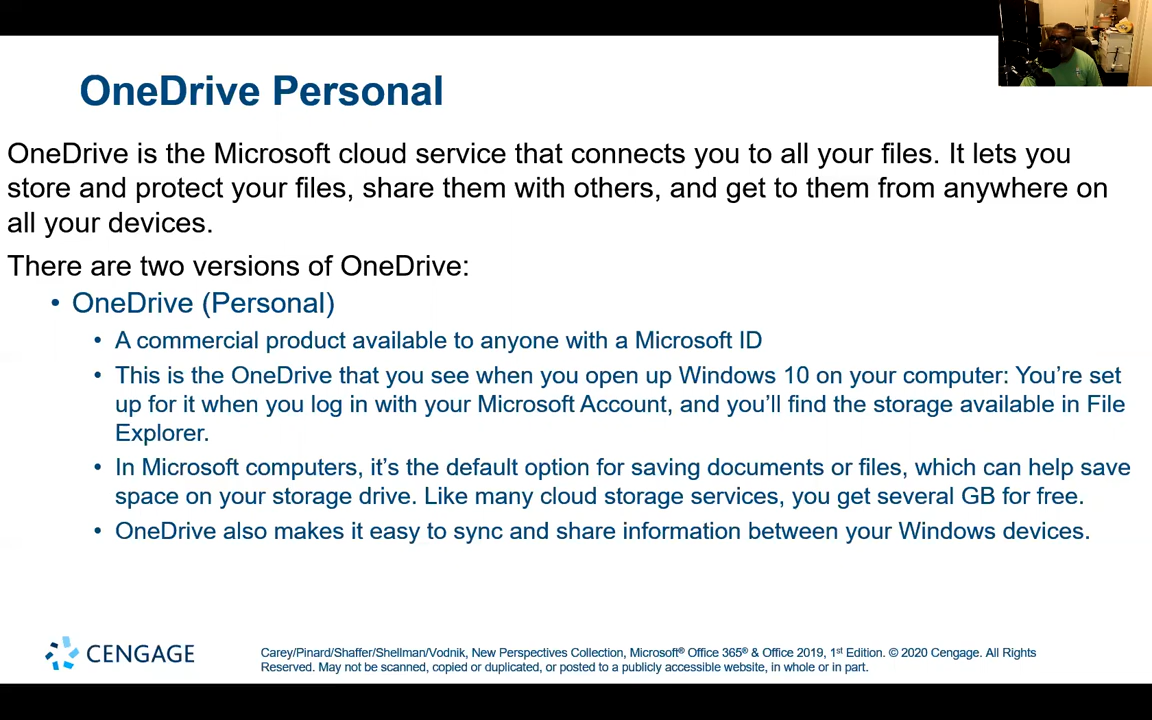 OneDrive Personal
OneDrive is the Microsoft cloud service that connects you to all your files. It lets you
store and protect your files, share them with others, and get to them from anywhere on
all your devices.
There are two versions of OneDrive:
• OneDrive (Personal)
• A commercial product available to anyone with a Microsoft ID
• This is the OneDrive that you see when you open up Windows 10 on your computer: You’re set
up for it when you log in with your Microsoft Account, and you’ll find the storage available in File
Explorer.
• In Microsoft computers, it’s the default option for saving documents or files, which can help save
space on your storage drive. Like many cloud storage services, you get several GB for free.
• OneDrive also makes it easy to sync and share information between your Windows devices.
CENGAGE
Carey/Pinard/Shaffer/Shellman/Vodnik, New Perspectives Collection, Microsoft® Office 365® & Office 2019, 1st Edition. © 2020 Cengage. All Rights
Reserved. May not be scanned, copied or duplicated, or posted to a publicly accessible website, in whole or in part.